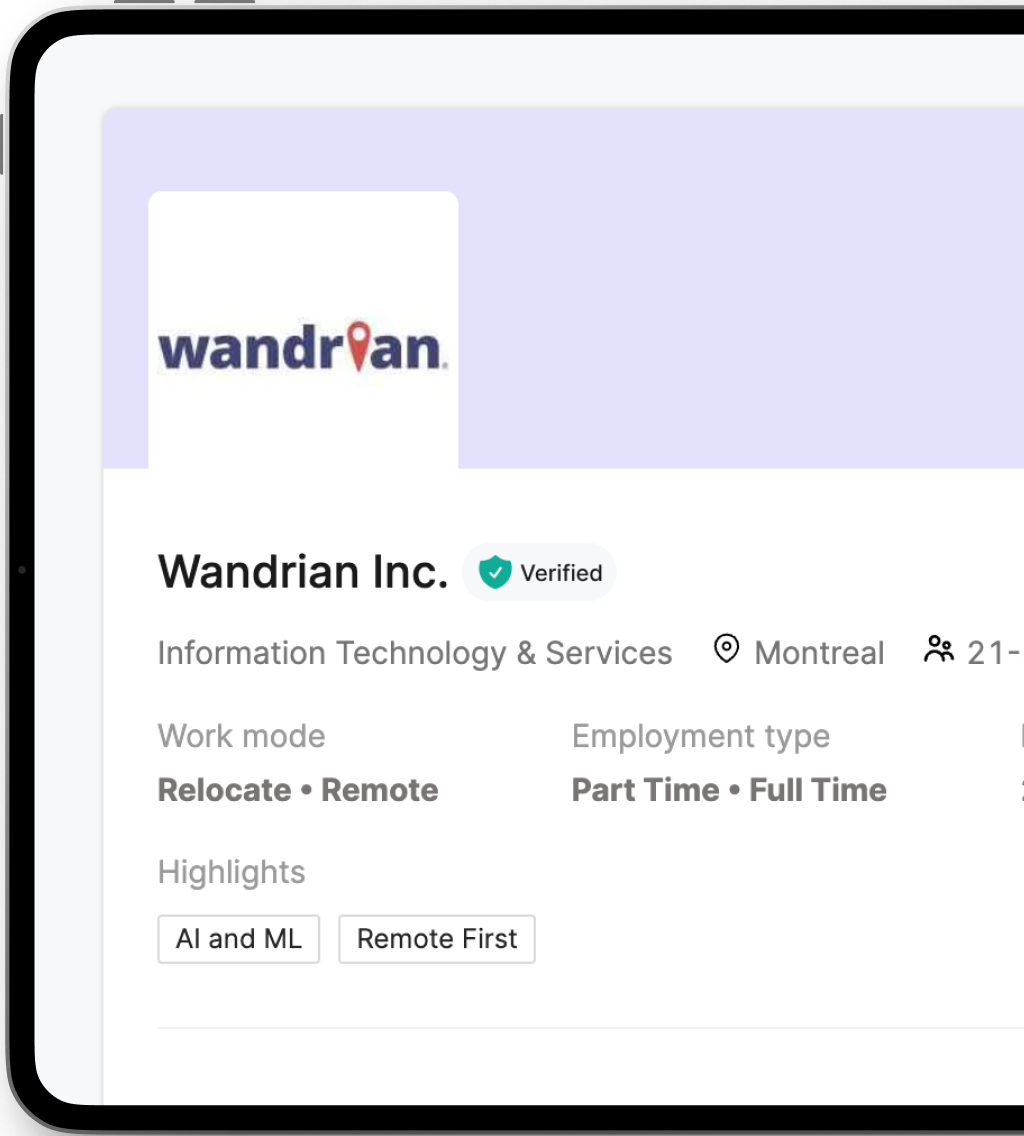 wandrian
Wandrian Inc. Verified
Information Technology & Services Montreal 21-
Work mode Employment type
Relocate • Remote Part Time • Full Time
Highlights
AI and ML Remote First